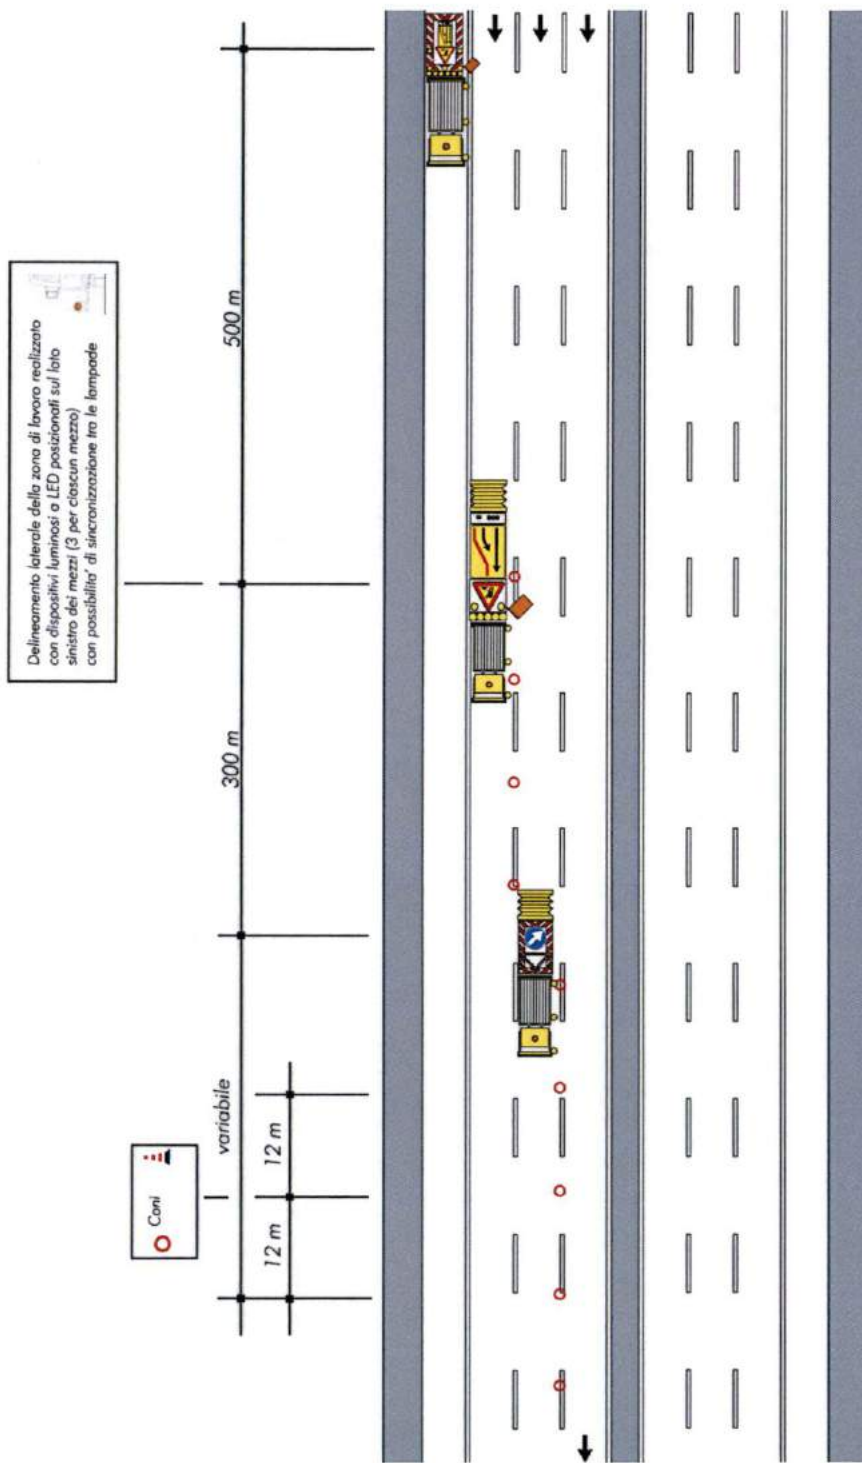 Delineamento laterale della zona di lavoro realizzato
con dispositivi luminosi a LED posizionati sul lato
sinistro dei mezzi (3 per ciascun mezzo)
con possibilita' di sincronizzazione tra le lampade
500 m
300 m
variabile
12 m
12 m
Coni